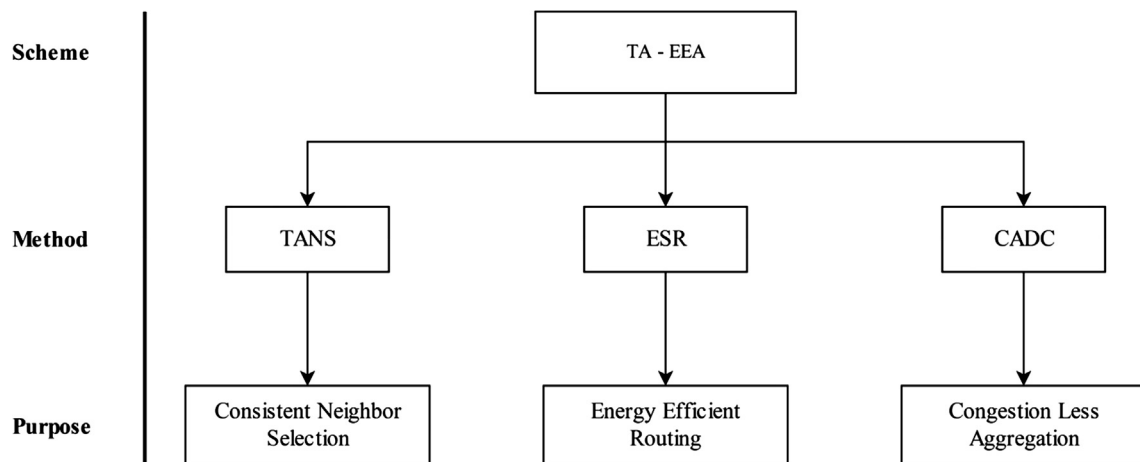 Scheme
TA - EEA
Method
TANS
ESR
CADC
Purpose
Consistent Neighbor
Selection
Energy Efficient
Routing
Congestion Less
Aggregation